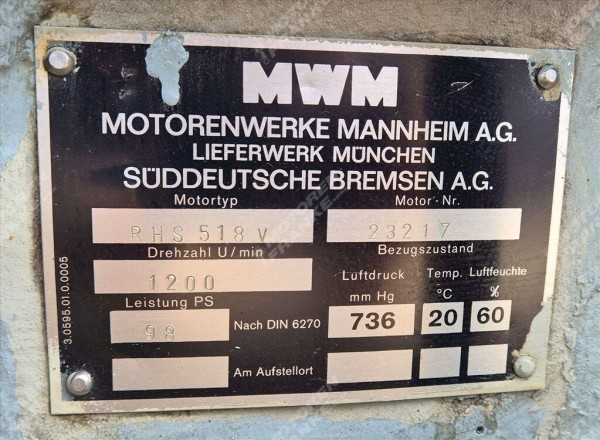 MWM
MOTORENWERKE MANNHEIM A.G.
LIEFERWERK MÜNCHEN
SÜDDEUTSCHE BREMSEN A.G.
Motortyp
RHS 518 V
Motor-Nr.
23217
Drehzahl U/min
1200
Bezugszustand
Luftdruck Temp. Luftfeuchte
mm Hg °C %
Leistung PS
98
Nach DIN 6270
736 20 60
Am Aufstellort
3.0595.01.0.0005